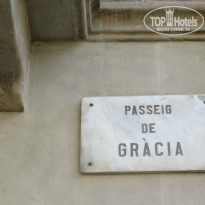 TOP HOTELS
PASSEIG
DE
GRÀCIA